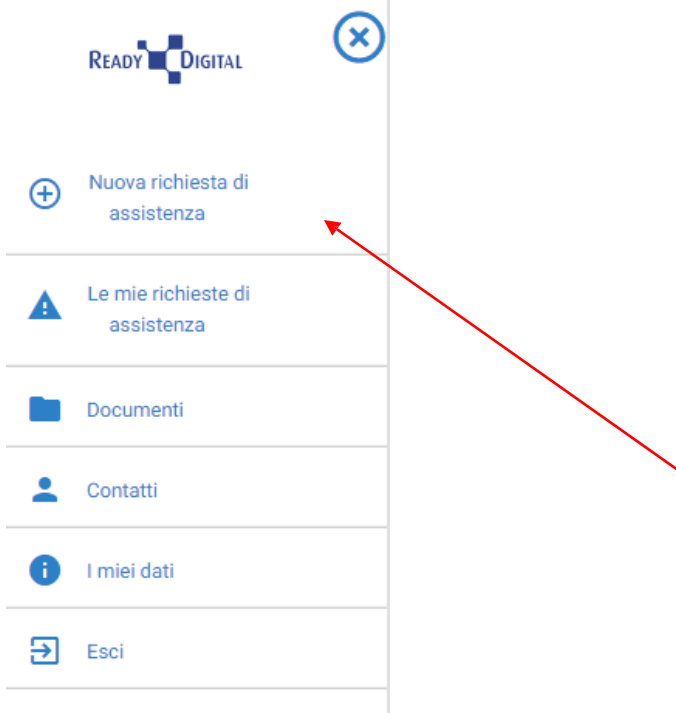 READY DIGITAL
Nuova richiesta di
assistenza
Le mie richieste di
assistenza
Documenti
Contatti
I miei dati
Esci